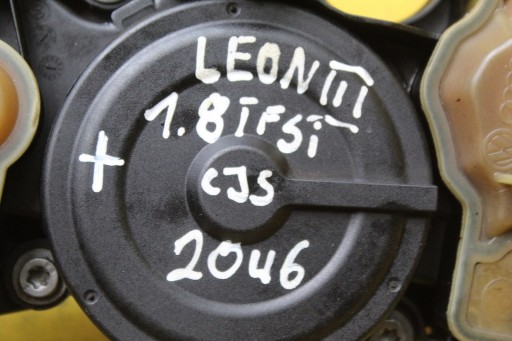 LEON III
1.8 TFSi
+ CJS
2046